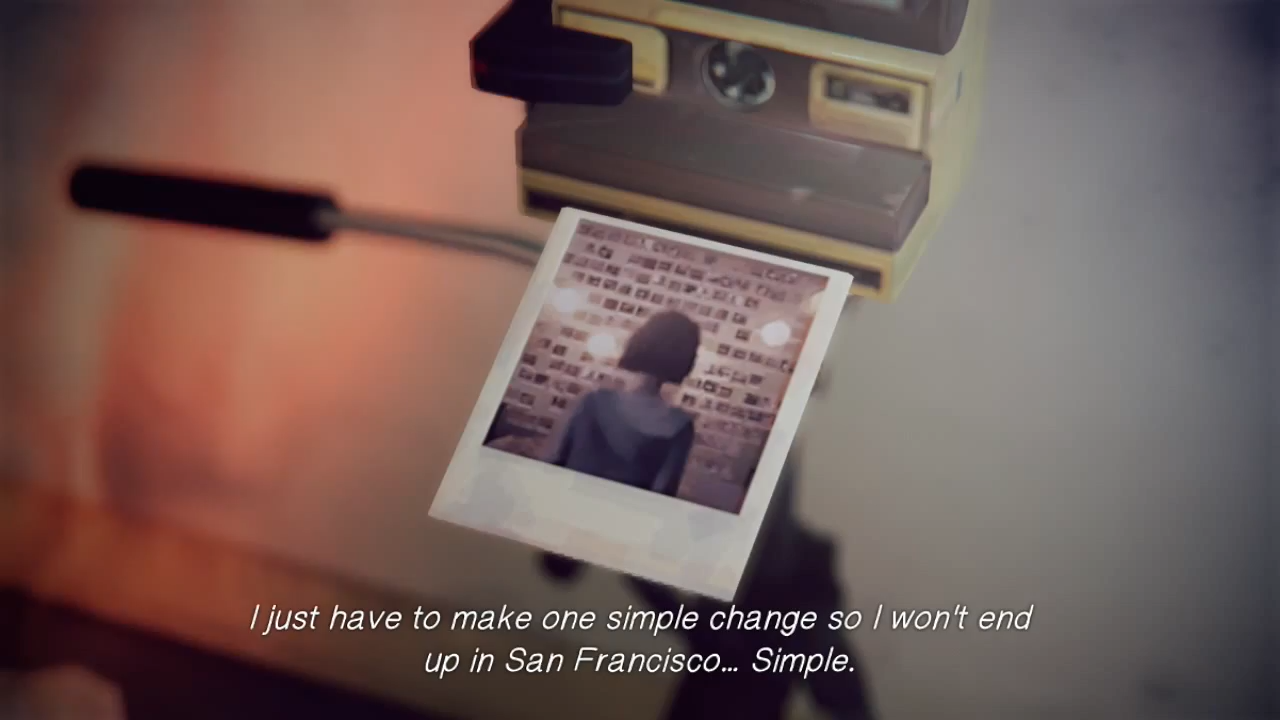 I just have to make one simple change so I won't end
up in San Francisco... Simple.